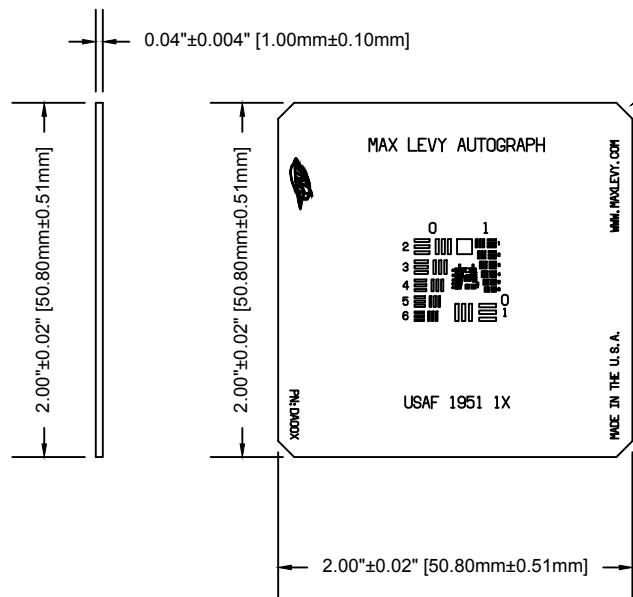 0.04"±0.004" [1.00mm±0.10mm]
2.00"±0.02" [50.80mm±0.51mm]
2.00"±0.02" [50.80mm±0.51mm]
MAX LEVY AUTOGRAPH
WWW.MAXLEVY.COM
0 1
2
3
4
5
6
0
1
USAF 1951 1X
PN:DA00X
MADE IN THE U.S.A.
2.00"±0.02" [50.80mm±0.51mm]